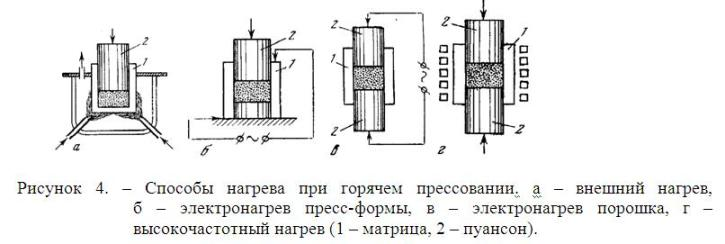 2
1
а
2
1
б
2
1
2
в
2
1
2
г
Рисунок 4. – Способы нагрева при горячем прессовании. а – внешний нагрев,
б – электронагрев пресс-формы, в – электронагрев порошка, г –
высокочастотный нагрев (1 – матрица, 2 – пуансон).